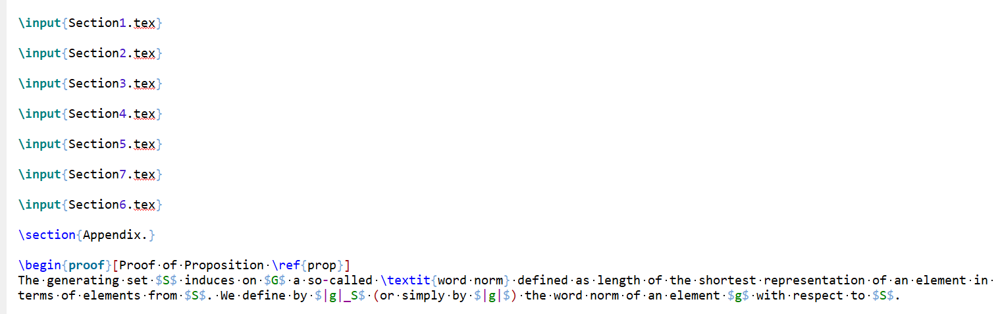 \input{Section1.tex}
\input{Section2.tex}
\input{Section3.tex}
\input{Section4.tex}
\input{Section5.tex}
\input{Section7.tex}
\input{Section6.tex}
\section{Appendix.}
\begin{proof}[Proof of Proposition \ref{prop}]
The generating set $S$ induces on $G$ a so-called \textit{word norm} defined as length of the shortest representation of an element in
terms of elements from $S$. We define by $|g|_S$ (or simply by $|g|$) the word norm of an element $g$ with respect to $S$.